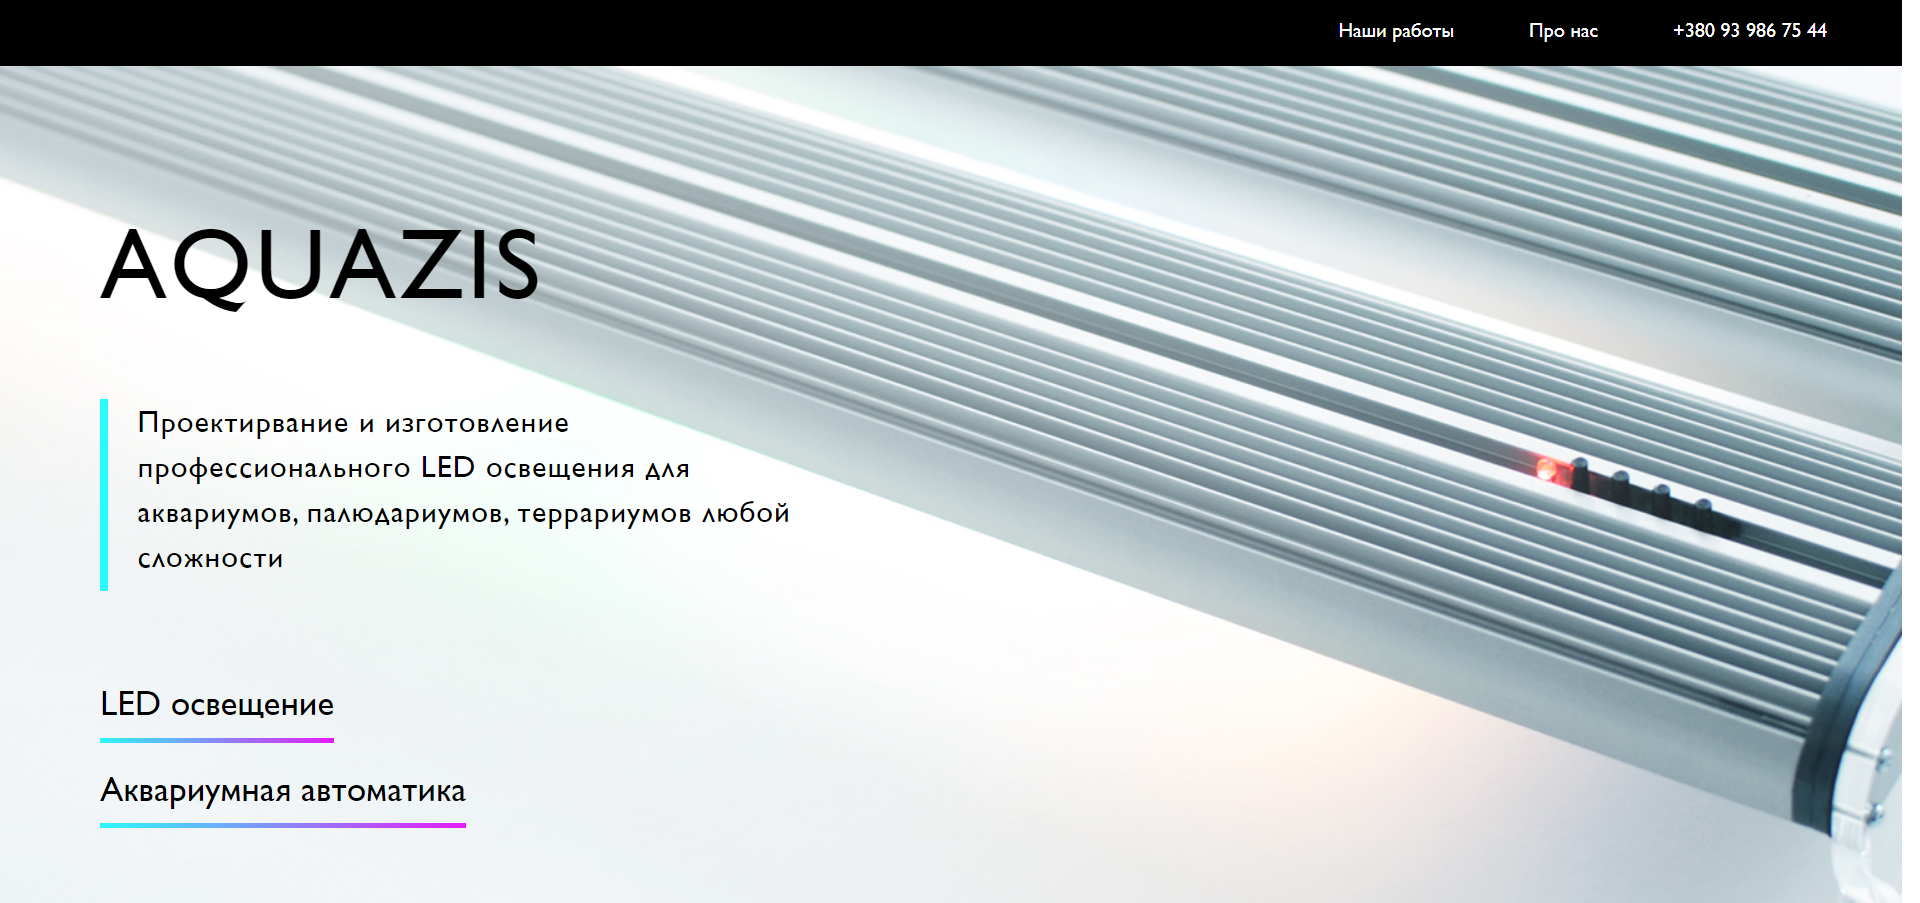 Наши работы
Про нас
+380 93 986 75 44
AQUAZIS
Проектирвание и изготовление
профессионального LED освещения для
аквариумов, палюдариумов, террариумов любой
сложности
LED освещение
Аквариумная автоматика